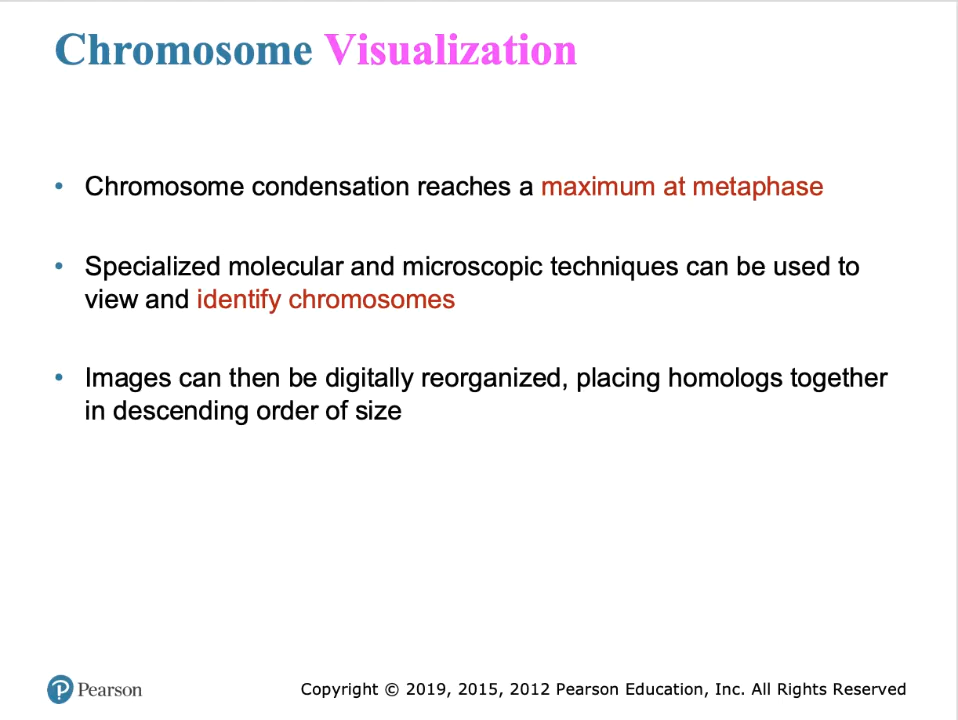 Chromosome Visualization
• Chromosome condensation reaches a maximum at metaphase
• Specialized molecular and microscopic techniques can be used to
view and identify chromosomes
• Images can then be digitally reorganized, placing homologs together
in descending order of size
P Pearson
Copyright © 2019, 2015, 2012 Pearson Education, Inc. All Rights Reserved